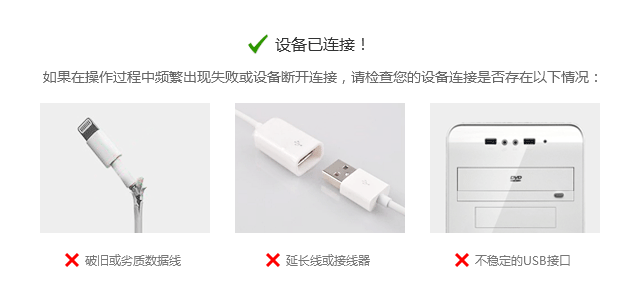 设备已连接！
如果在操作过程中频繁出现失败或设备断开连接，请检查您的设备连接是否存在以下情况：
DVD
破旧或劣质数据线
延长线或接线器
不稳定的USB接口